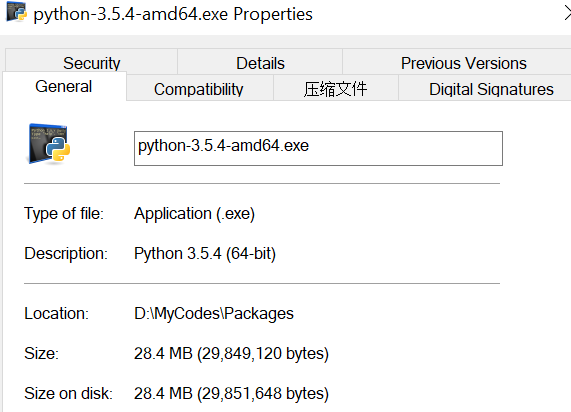 python-3.5.4-amd64.exe Properties
Security Details Previous Versions
General Compatibility 压缩文件 Digital Signatures
python-3.5.4-amd64.exe
Type of file: Application (.exe)
Description: Python 3.5.4 (64-bit)
Location: D:\MyCodes\Packages
Size: 28.4 MB (29,849,120 bytes)
Size on disk: 28.4 MB (29,851,648 bytes)